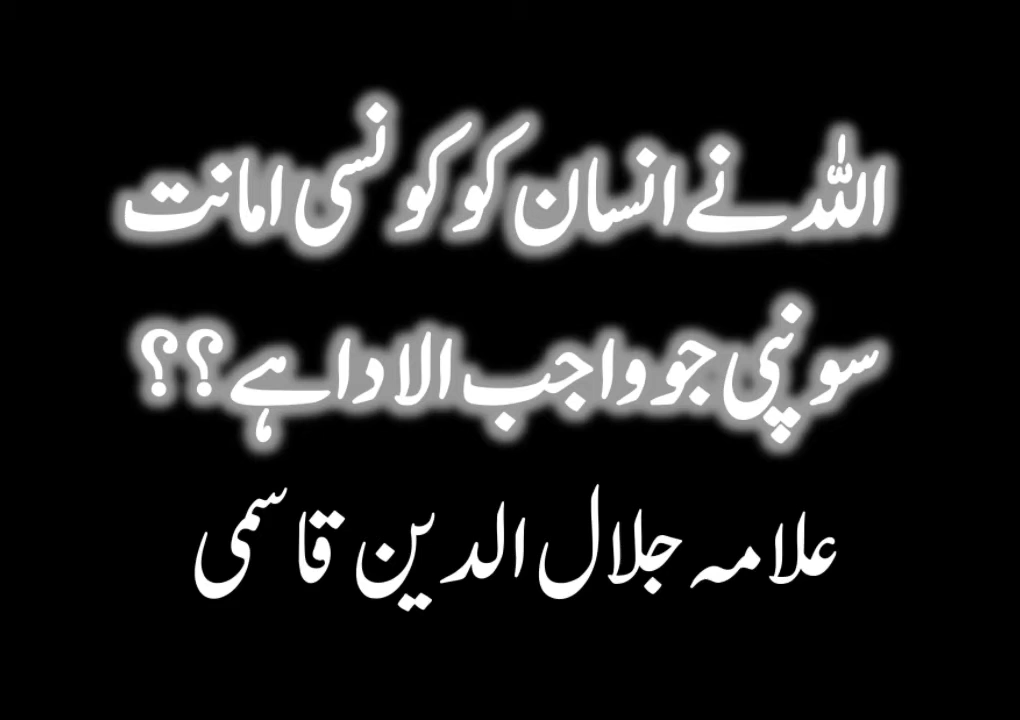 اللہ نے انسان کو کونسی امانت
سونپی جو واجب الادا ہے؟؟
علامہ جلال الدین قاسمی